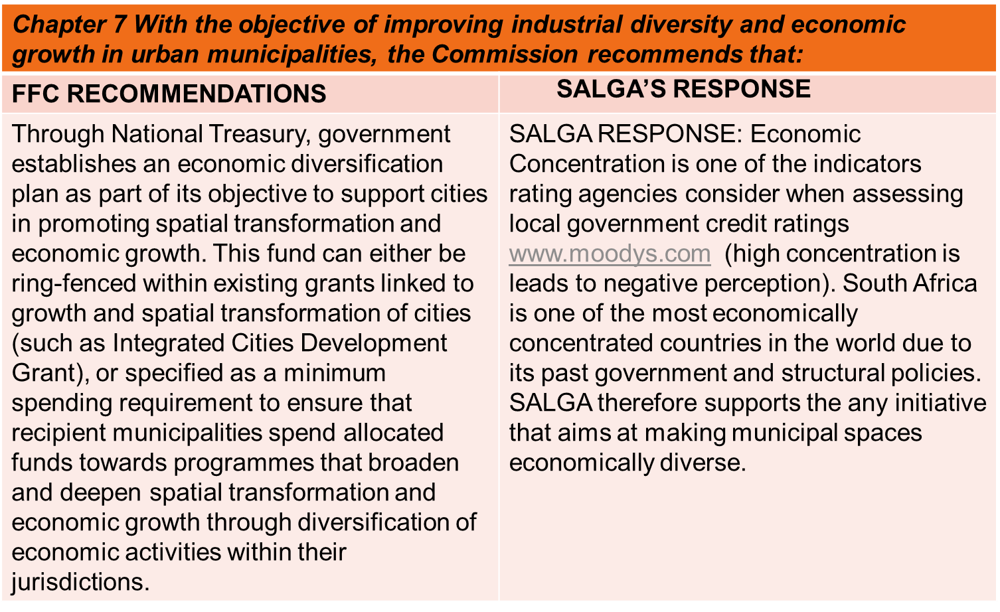 Chapter 7 With the objective of improving industrial diversity and economic
growth in urban municipalities, the Commission recommends that:
FFC RECOMMENDATIONS
SALGA’S RESPONSE
Through National Treasury, government
establishes an economic diversification
plan as part of its objective to support cities
in promoting spatial transformation and
economic growth. This fund can either be
ring-fenced within existing grants linked to
growth and spatial transformation of cities
(such as Integrated Cities Development
Grant), or specified as a minimum
spending requirement to ensure that
recipient municipalities spend allocated
funds towards programmes that broaden
and deepen spatial transformation and
economic growth through diversification of
economic activities within their
jurisdictions.
SALGA RESPONSE: Economic
Concentration is one of the indicators
rating agencies consider when assessing
local government credit ratings
www.moodys.com (high concentration is
leads to negative perception). South Africa
is one of the most economically
concentrated countries in the world due to
its past government and structural policies.
SALGA therefore supports the any initiative
that aims at making municipal spaces
economically diverse.